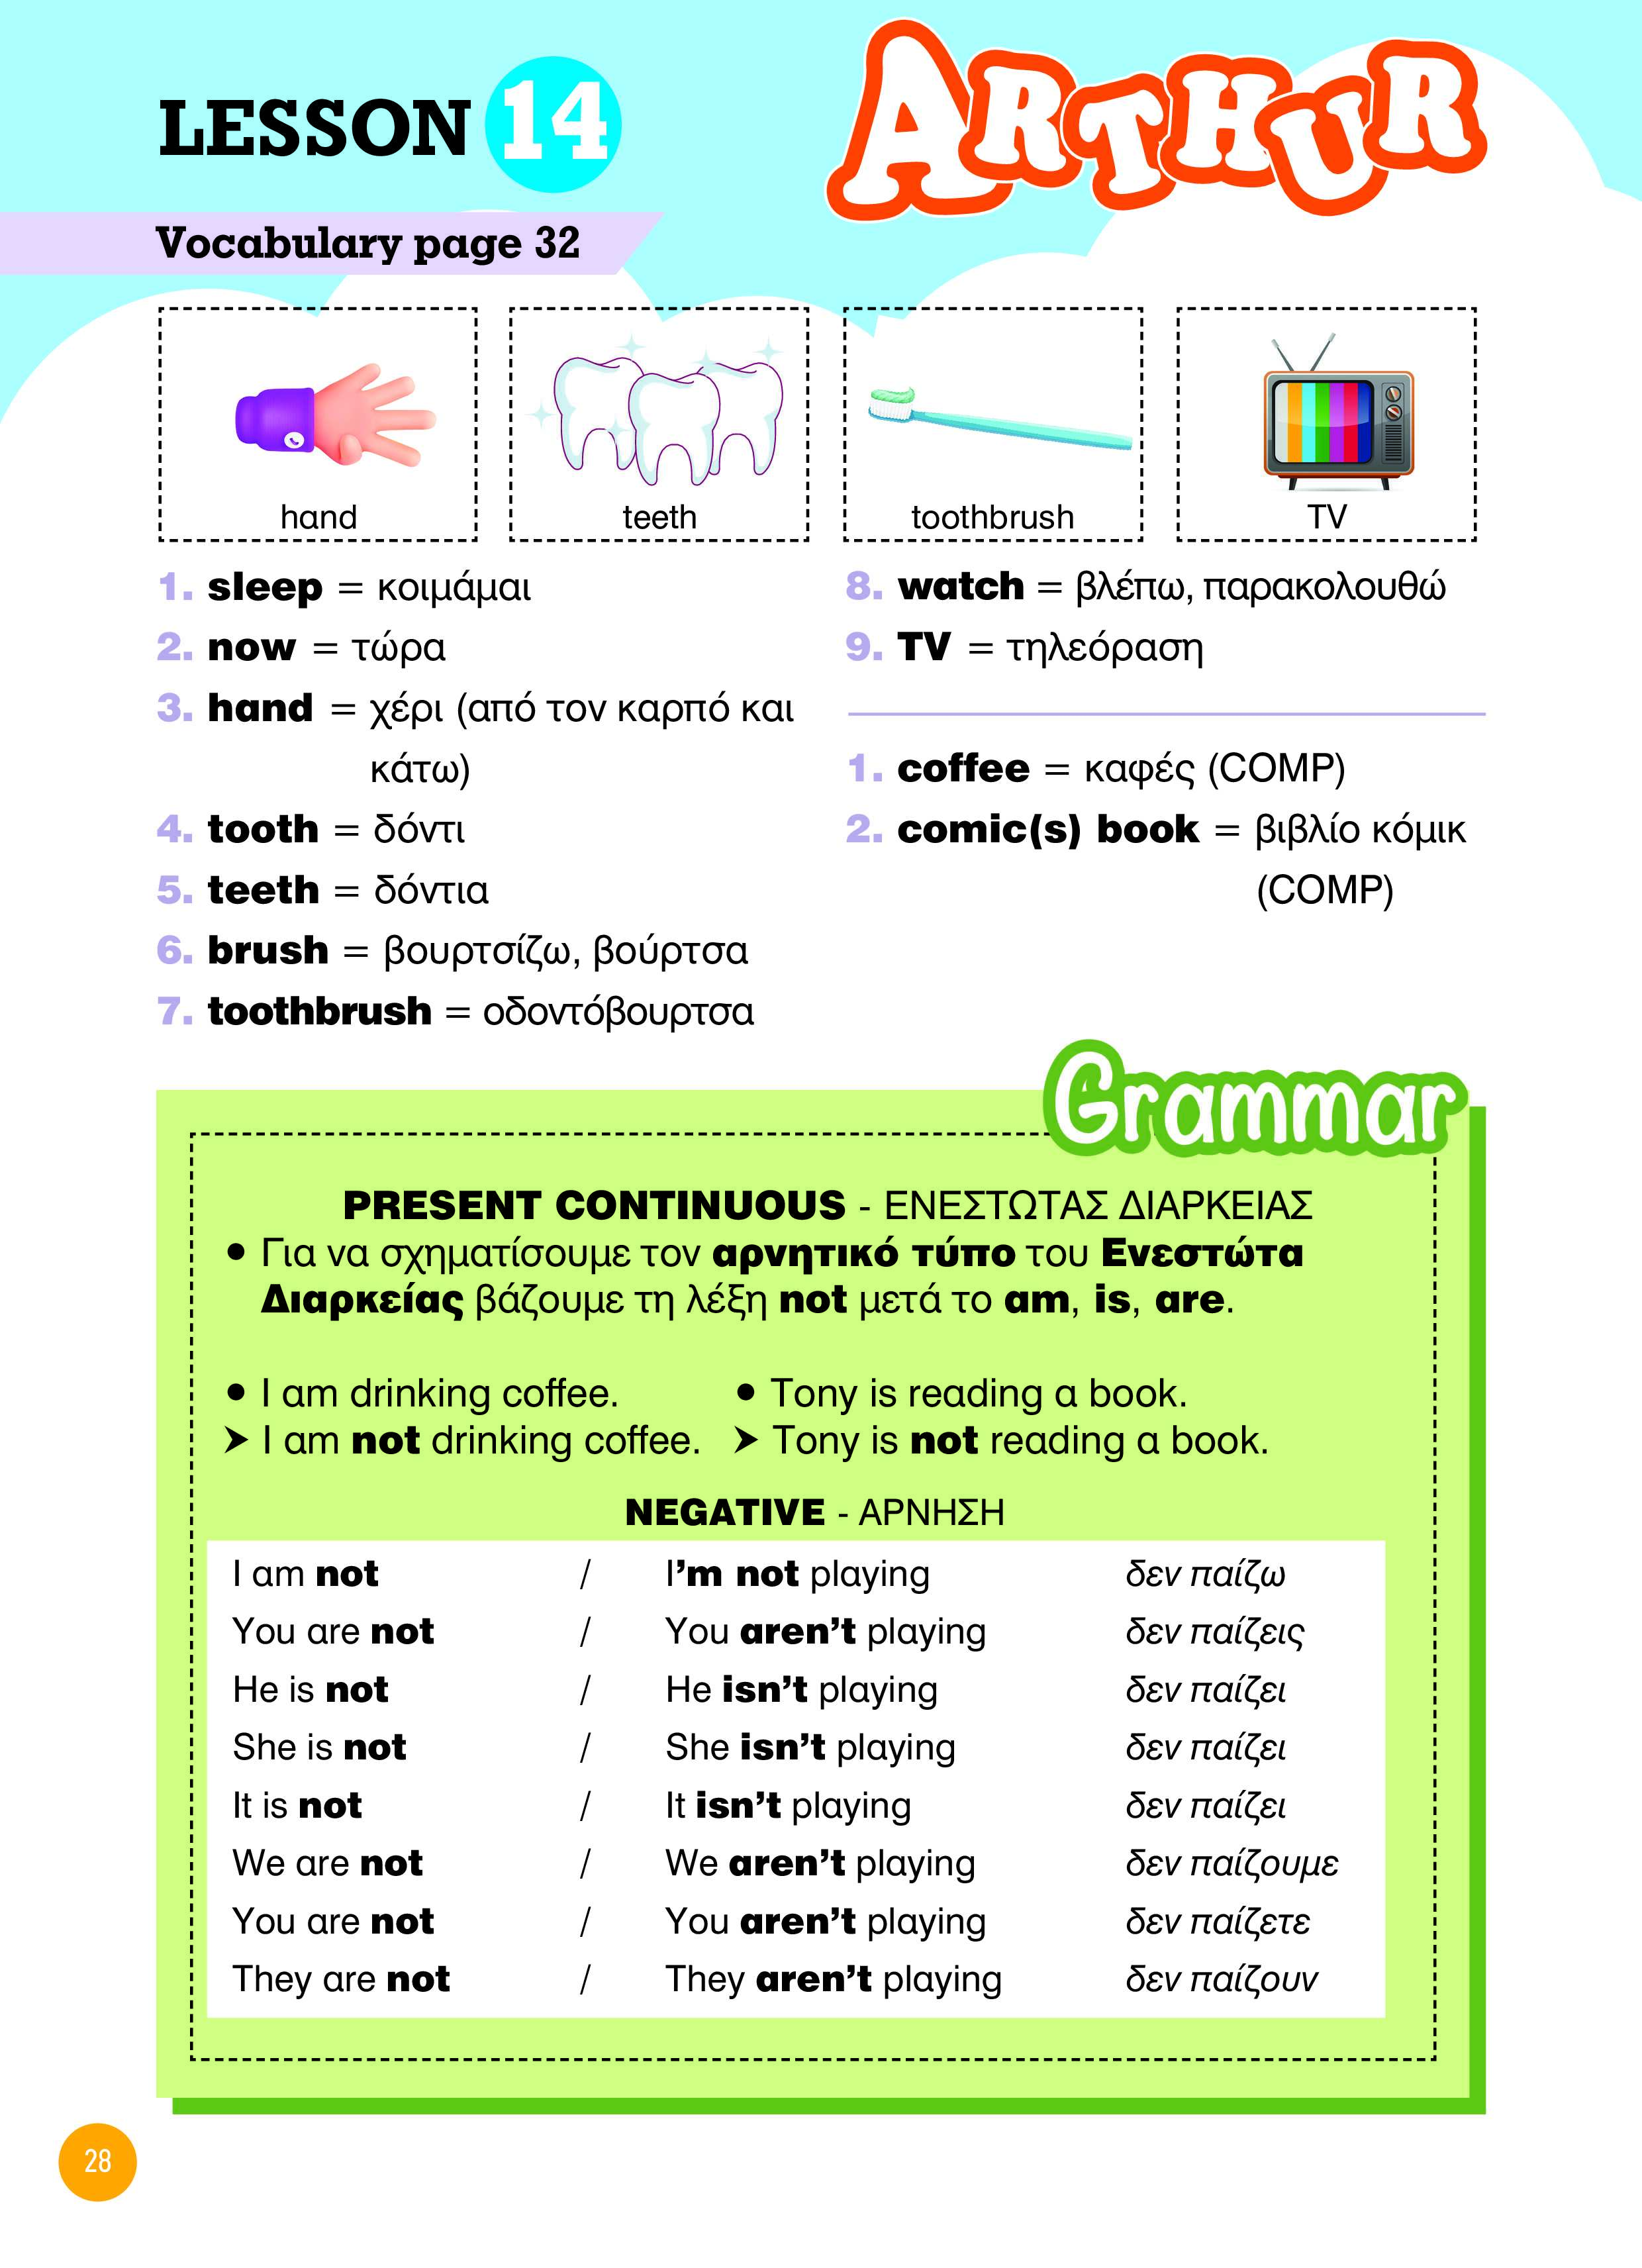 LESSON 14
ARTHUR
Vocabulary page 32
hand
teeth
toothbrush
TV
1. sleep = κοιμάμαι
2. now = τώρα
3. hand = χέρι (από τον καρπό και
κάτω)
4. tooth = δόντι
5. teeth = δόντια
6. brush = βουρτσίζω, βούρτσα
7. toothbrush = οδοντόβουρτσα
8. watch = βλέπω, παρακολουθώ
9. TV = τηλεόραση
1. coffee = καφές (COMP)
2. comic(s) book = βιβλίο κόμικ
(COMP)
Grammar
PRESENT CONTINUOUS - ΕΝΕΣΤΩΤΑΣ ΔΙΑΡΚΕΙΑΣ
• Για να σχηματίσουμε τον αρνητικό τύπο του Ενεστώτα
Διαρκείας βάζουμε τη λέξη not μετά το am, is, are.
• I am drinking coffee. • Tony is reading a book.
➤ I am not drinking coffee. ➤ Tony is not reading a book.
NEGATIVE - ΑΡΝΗΣΗ
I am not / I’m not playing δεν παίζω
You are not / You aren’t playing δεν παίζεις
He is not / He isn’t playing δεν παίζει
She is not / She isn’t playing δεν παίζει
It is not / It isn’t playing δεν παίζει
We are not / We aren’t playing δεν παίζουμε
You are not / You aren’t playing δεν παίζετε
They are not / They aren’t playing δεν παίζουν
28